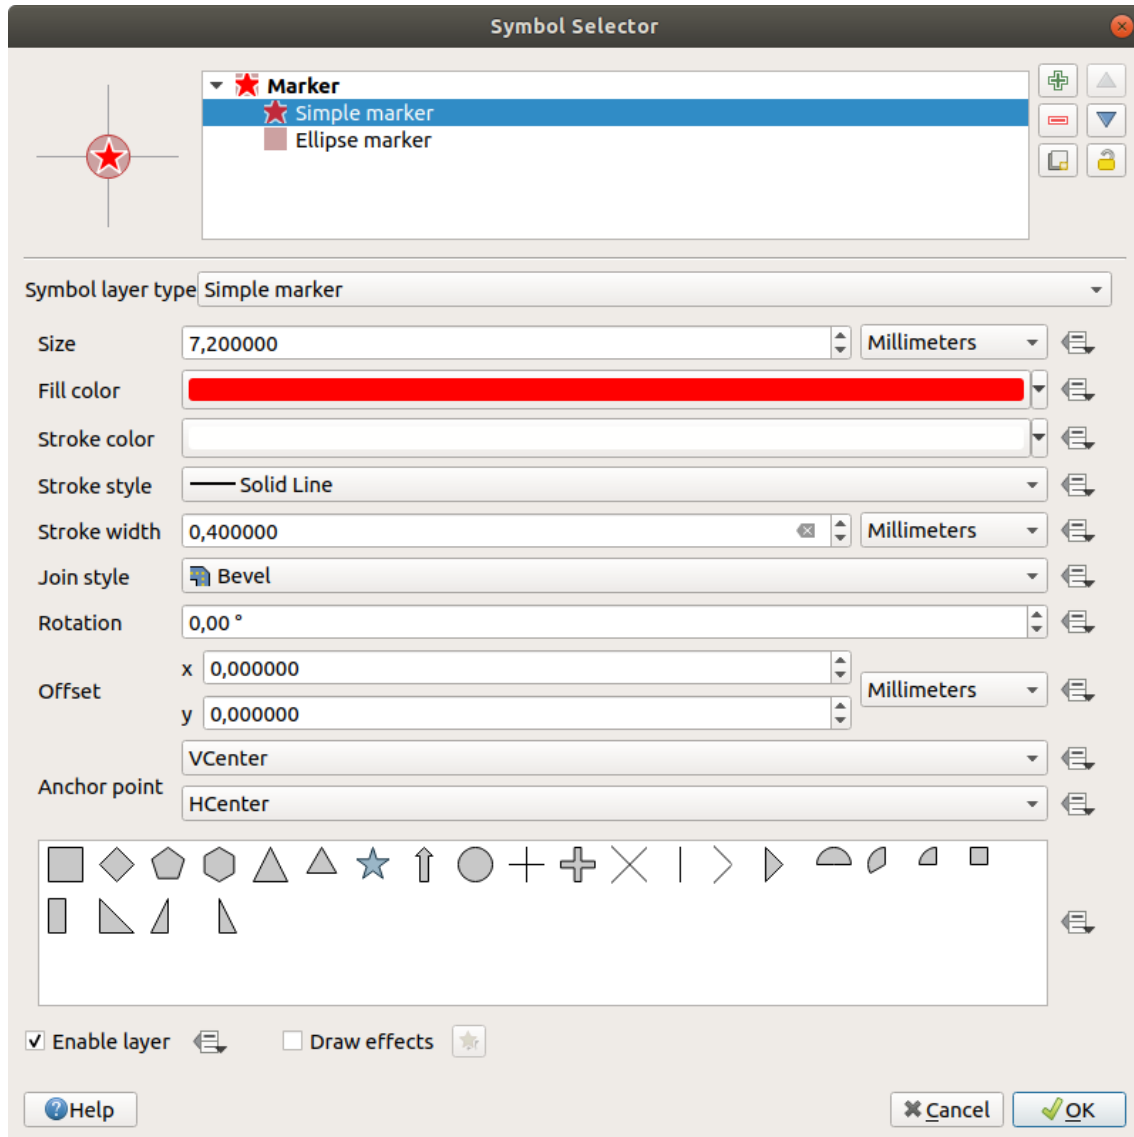 Symbol Selector
Marker
Simple marker
Ellipse marker
Symbol layer type Simple marker
Size 7,200000 Millimeters
Fill color
Stroke color
Stroke style Solid Line
Stroke width 0,400000 Millimeters
Join style Bevel
Rotation 0,00 °
x 0,000000
Offset Millimeters
y 0,000000
VCenter
Anchor point
HCenter
Enable layer Draw effects
Help Cancel OK